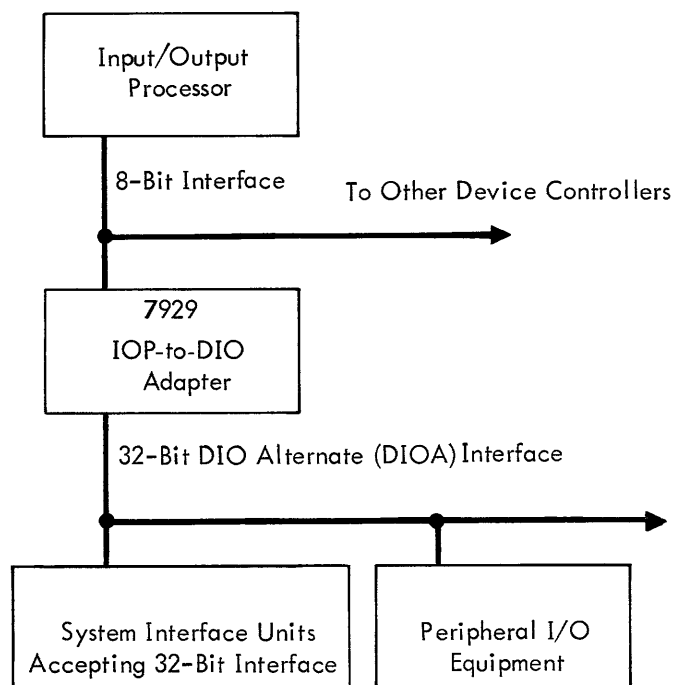 Input/Output
Processor
8-Bit Interface
To Other Device Controllers
7929
IOP-to-DIO
Adapter
32-Bit DIO Alternate (DIOA) Interface
System Interface Units
Accepting 32-Bit Interface
Peripheral I/O
Equipment